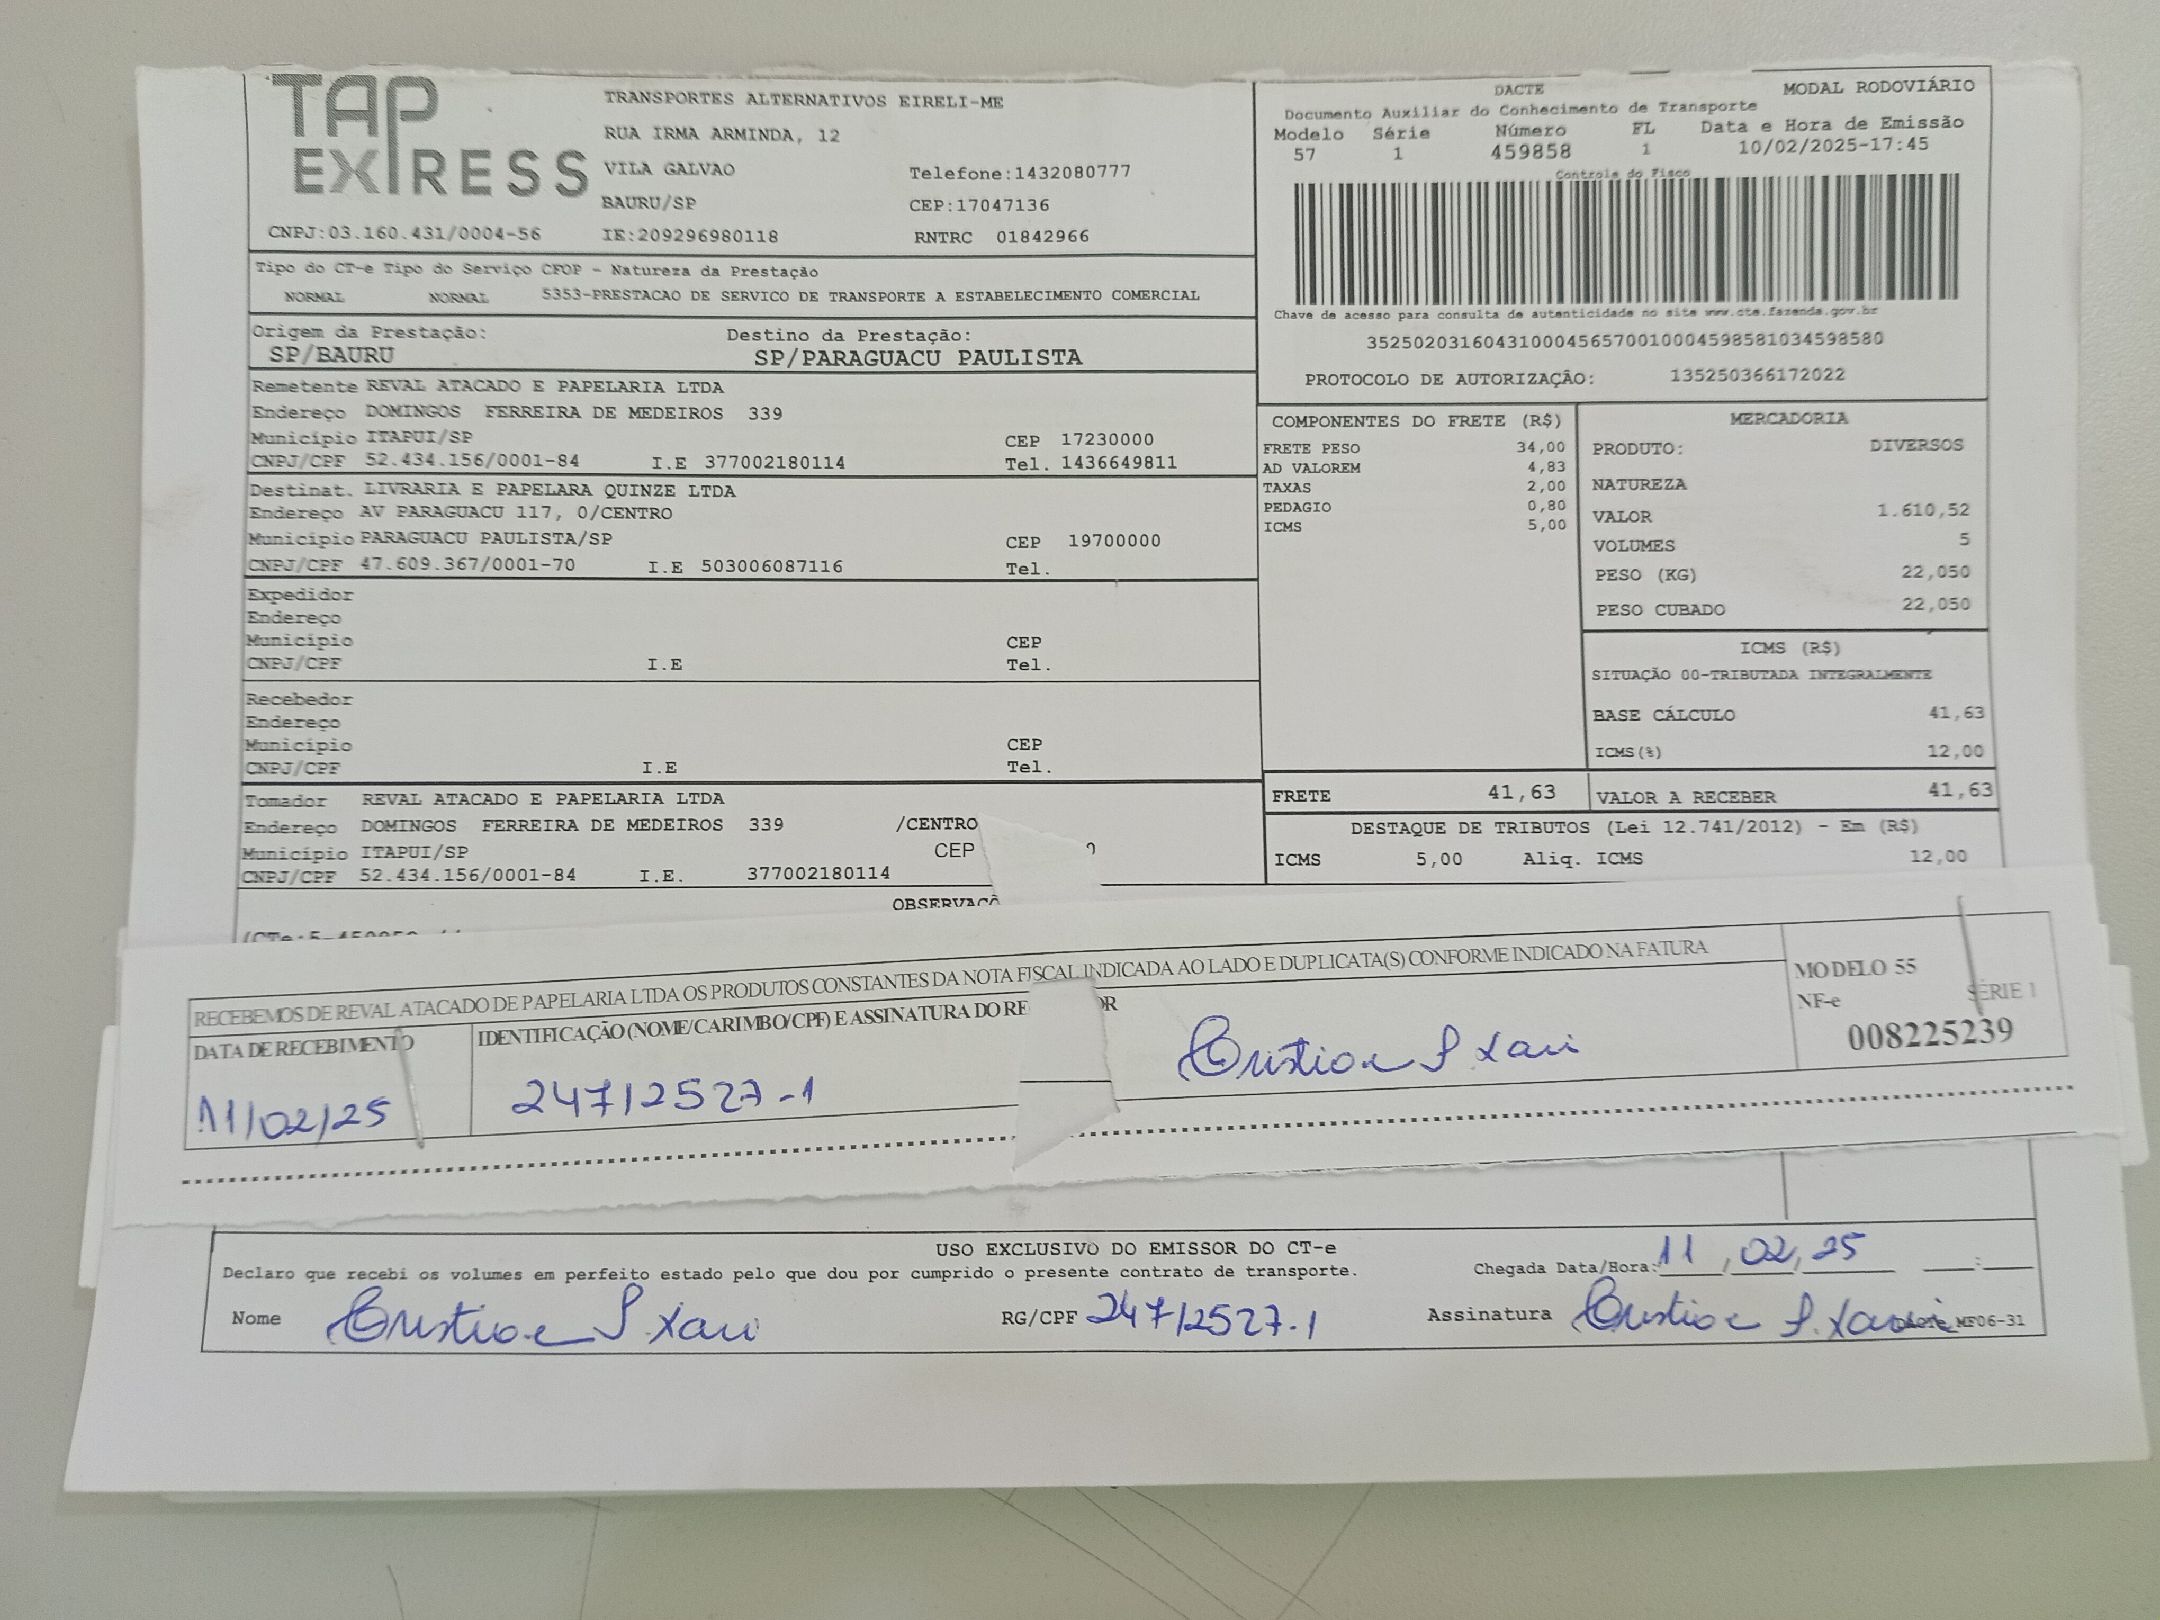 TAP EXPRESS
TRANSPORTES ALTERNATIVOS EIRELI-ME
RUA IRMA ARMINDA, 12
VILA GALVAO Telefone:1432080777
BAURU/SP CEP:17047136
CNPJ:03.160.431/0004-56 IE:209296980118 RNTRC 01842966
DACTE MODAL RODOVIÁRIO
Documento Auxiliar do Conhecimento de Transporte
Modelo Série Número FL Data e Hora de Emissão
57 1 459858 1 10/02/2025-17:45
Controle do Fisco
Chave de acesso para consulta de autenticidade no site www.cte.fazenda.gov.br
35250203160431000456570010004598581034598580
PROTOCOLO DE AUTORIZAÇÃO: 135250366172022
Tipo do CT-e Tipo do Serviço CFOP - Natureza da Prestação
NORMAL NORMAL 5353-PRESTACAO DE SERVICO DE TRANSPORTE A ESTABELECIMENTO COMERCIAL
Origem da Prestação: Destino da Prestação:
SP/BAURU SP/PARAGUACU PAULISTA
Remetente REVAL ATACADO E PAPELARIA LTDA
Endereço DOMINGOS FERREIRA DE MEDEIROS 339
Município ITAPUI/SP CEP 17230000
CNPJ/CPF 52.434.156/0001-84 I.E 377002180114 Tel. 1436649811
Destinat. LIVRARIA E PAPELARA QUINZE LTDA
Endereço AV PARAGUACU 117, 0/CENTRO
Município PARAGUACU PAULISTA/SP CEP 19700000
CNPJ/CPF 47.609.367/0001-70 I.E 503006087116 Tel.
Expedidor
Endereço
Município CEP
CNPJ/CPF I.E Tel.
Recebedor
Endereço
Município CEP
CNPJ/CPF I.E Tel.
Tomador REVAL ATACADO E PAPELARIA LTDA
Endereço DOMINGOS FERREIRA DE MEDEIROS 339 /CENTRO
Município ITAPUI/SP CEP
CNPJ/CPF 52.434.156/0001-84 I.E. 377002180114
COMPONENTES DO FRETE (R$)
FRETE PESO 34,00
AD VALOREM 4,83
TAXAS 2,00
PEDAGIO 0,80
ICMS 5,00
MERCADORIA
PRODUTO: DIVERSOS
NATUREZA
VALOR 1.610,52
VOLUMES 5
PESO (KG) 22,050
PESO CUBADO 22,050
ICMS (R$)
SITUAÇÃO 00-TRIBUTADA INTEGRALMENTE
BASE CÁLCULO 41,63
ICMS(%) 12,00
FRETE 41,63 VALOR A RECEBER 41,63
DESTAQUE DE TRIBUTOS (Lei 12.741/2012) - Em (R$)
ICMS 5,00 Aliq. ICMS 12,00
RECEBEMOS DE REVAL ATACADO DE PAPELARIA LTDA OS PRODUTOS CONSTANTES DA NOTA FISCAL INDICADA AO LADO E DUPLICATA(S) CONFORME INDICADO NA FATURA
DATA DE RECEBIMENTO IDENTIFICAÇÃO (NOME/CARIMBO/CPF) E ASSINATURA DO
11/02/25 24712527-1
MODELO 55
NF-e SÉRIE 1
008225239
USO EXCLUSIVO DO EMISSOR DO CT-e
Declaro que recebi os volumes em perfeito estado pelo que dou por cumprido o presente contrato de transporte. Chegada Data/Hora: 11, 02, 25
Nome RG/CPF 24712527.1 Assinatura
MF06-31